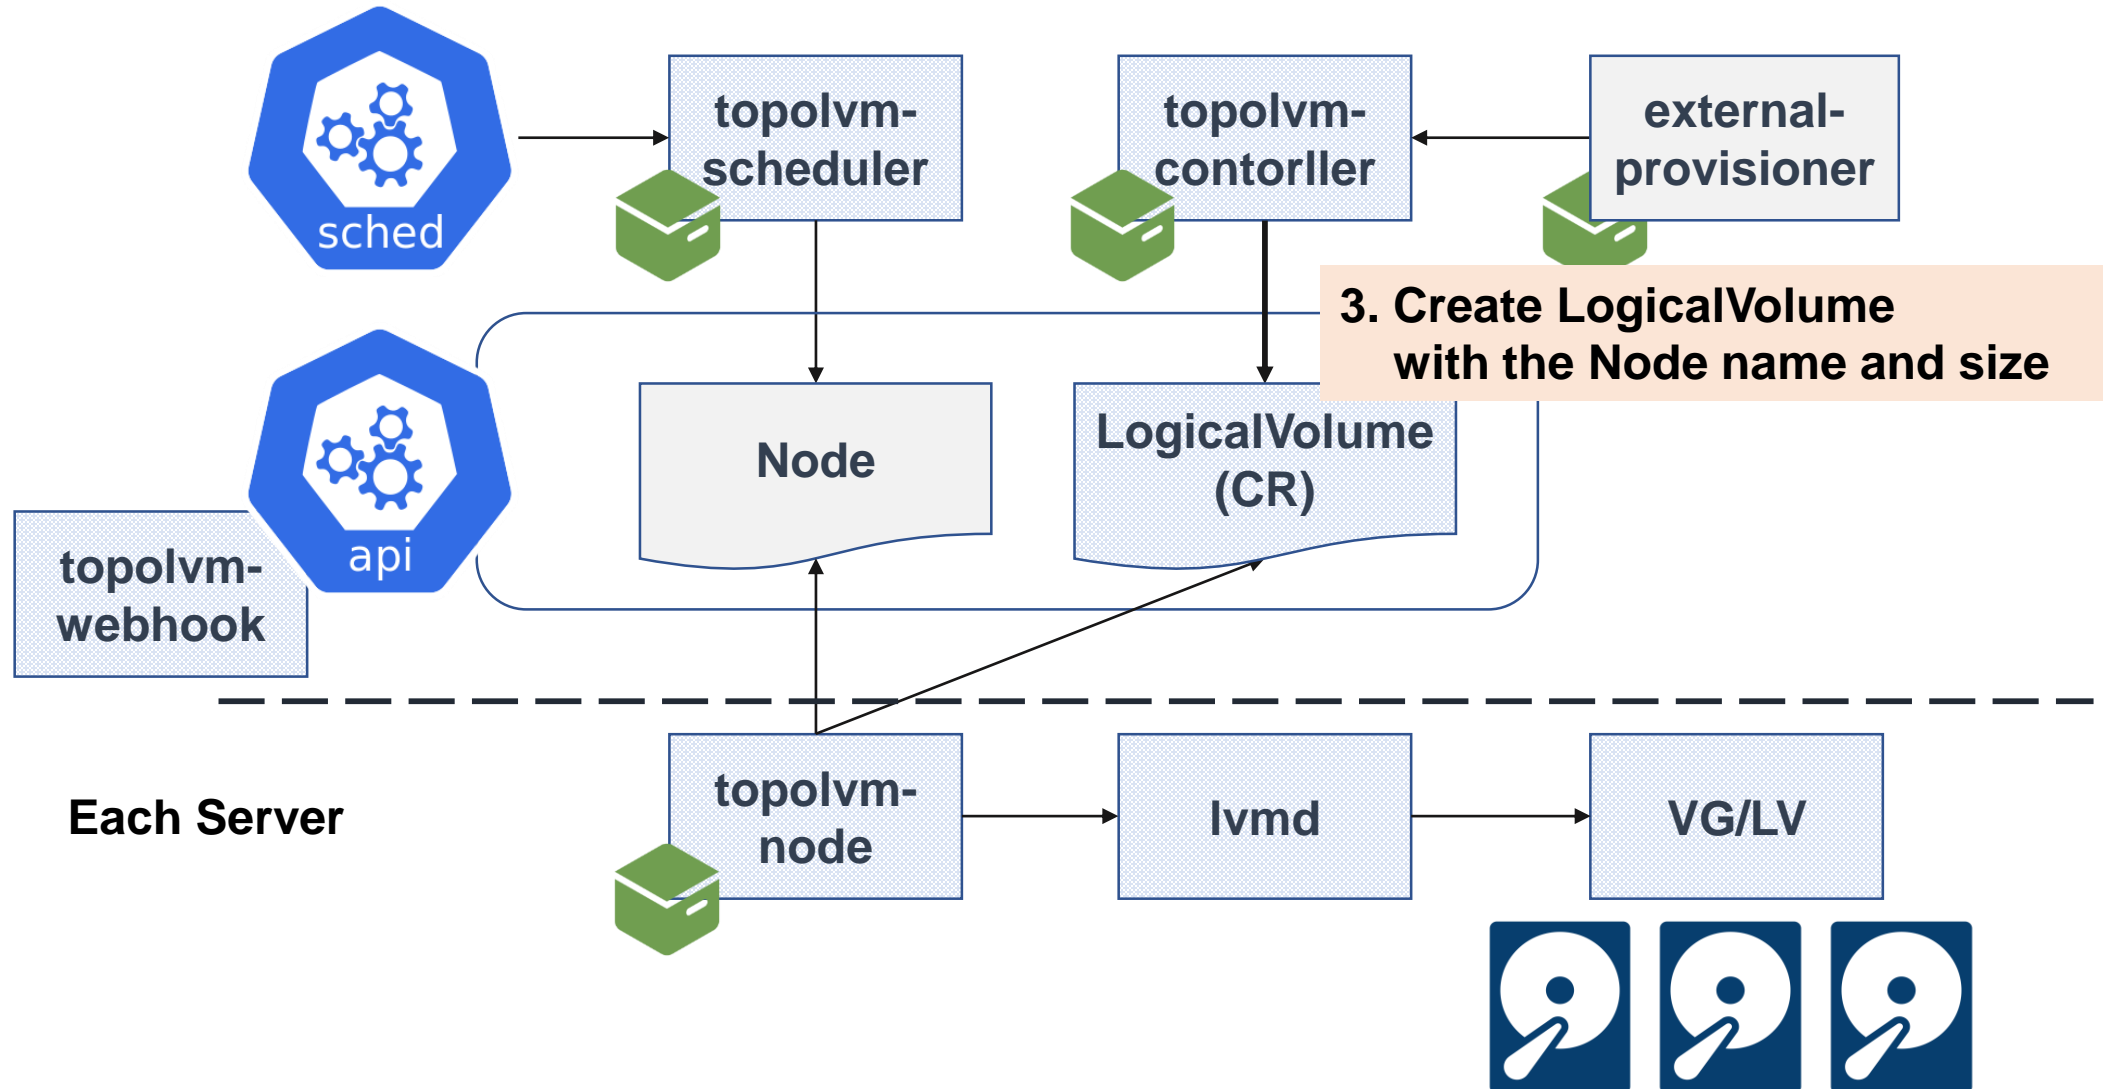 topolvm-
scheduler
topolvm-
contorller
external-
provisioner
sched
3. Create LogicalVolume
with the Node name and size
Node
LogicalVolume
(CR)
api
topolvm-
webhook
Each Server
topolvm-
node
lvmd
VG/LV